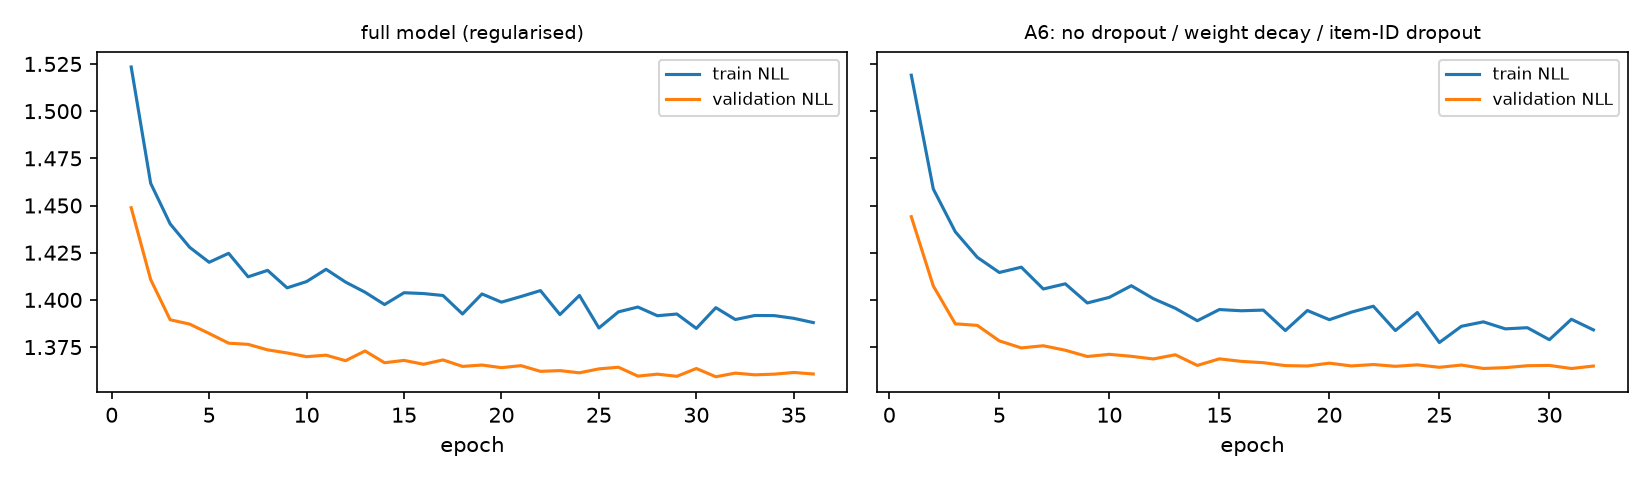 full model (regularised)
1.525
1.500
1.475
1.450
1.425
1.400
1.375
train NLL
validation NLL
0 5 10 15 20 25 30 35
epoch
A6: no dropout / weight decay / item-ID dropout
train NLL
validation NLL
0 5 10 15 20 25 30
epoch